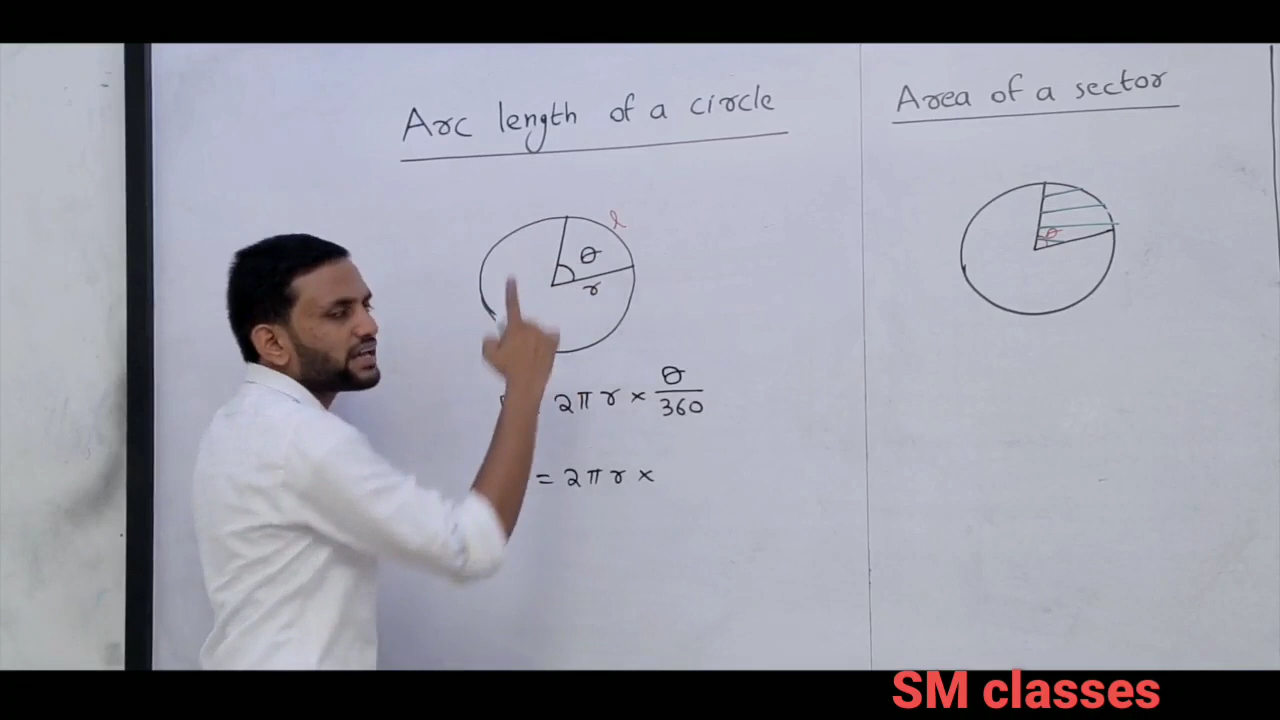 Arc length of a circle
l
θ
r
2πr × θ/360
= 2πr ×
Area of a sector
θ
SM classes